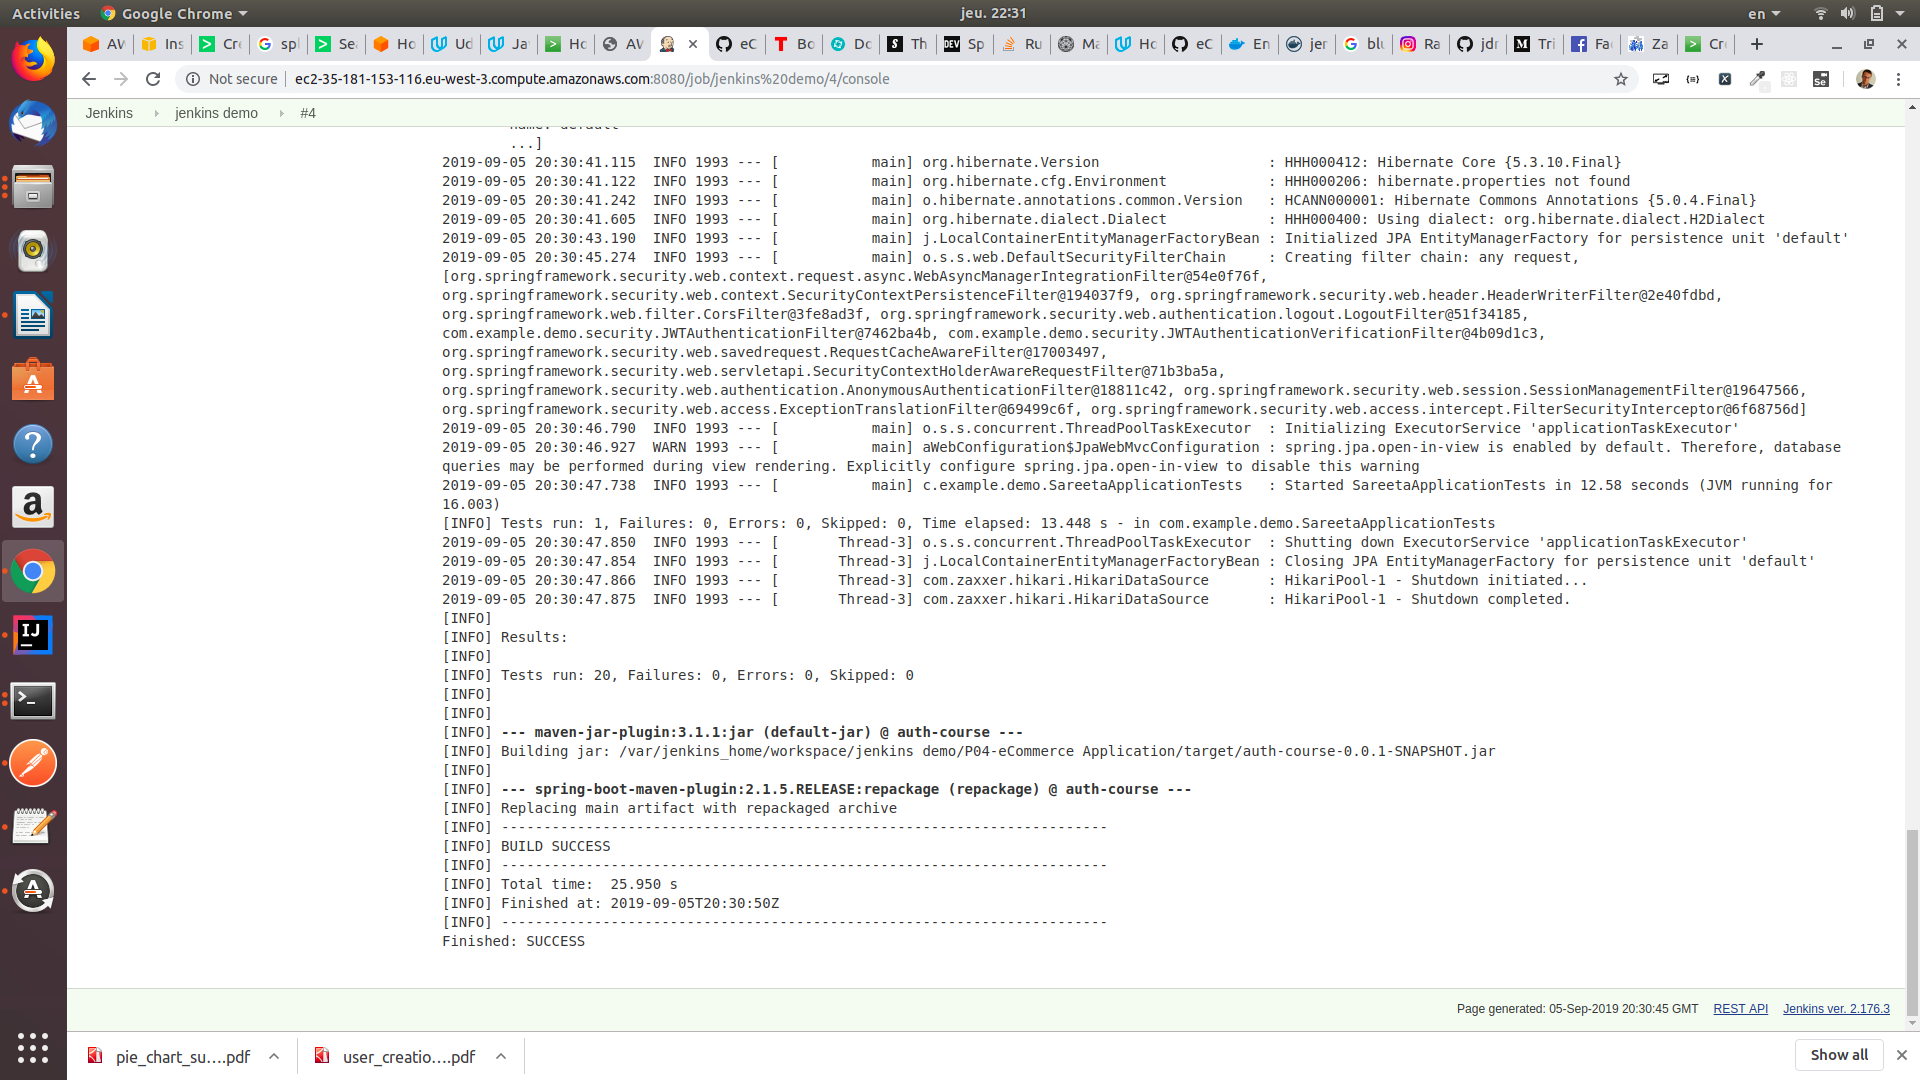 Activities Google Chrome jeu. 22:31 en
AW Ins Cre spl Sea Ho Ud Ja Ho AW eC Bo Do Th Sp Ru Ma Ho eC En jer blu Ra jdr Tri Fac Za Cre
Not secure ec2-35-181-153-116.eu-west-3.compute.amazonaws.com:8080/job/jenkins%20demo/4/console
Jenkins jenkins demo #4
name: default
...]
2019-09-05 20:30:41.115  INFO 1993 --- [           main] org.hibernate.Version                    : HHH000412: Hibernate Core {5.3.10.Final}
2019-09-05 20:30:41.122  INFO 1993 --- [           main] org.hibernate.cfg.Environment            : HHH000206: hibernate.properties not found
2019-09-05 20:30:41.242  INFO 1993 --- [           main] o.hibernate.annotations.common.Version   : HCANN000001: Hibernate Commons Annotations {5.0.4.Final}
2019-09-05 20:30:41.605  INFO 1993 --- [           main] org.hibernate.dialect.Dialect            : HHH000400: Using dialect: org.hibernate.dialect.H2Dialect
2019-09-05 20:30:43.190  INFO 1993 --- [           main] j.LocalContainerEntityManagerFactoryBean : Initialized JPA EntityManagerFactory for persistence unit 'default'
2019-09-05 20:30:45.274  INFO 1993 --- [           main] o.s.s.web.DefaultSecurityFilterChain     : Creating filter chain: any request,
[org.springframework.security.web.context.request.async.WebAsyncManagerIntegrationFilter@54e0f76f,
org.springframework.security.web.context.SecurityContextPersistenceFilter@194037f9, org.springframework.security.web.header.HeaderWriterFilter@2e40fdbd,
org.springframework.web.filter.CorsFilter@3fe8ad3f, org.springframework.security.web.authentication.logout.LogoutFilter@51f34185,
com.example.demo.security.JWTAuthenticationFilter@7462ba4b, com.example.demo.security.JWTAuthenticationVerificationFilter@4b09d1c3,
org.springframework.security.web.savedrequest.RequestCacheAwareFilter@17003497,
org.springframework.security.web.servletapi.SecurityContextHolderAwareRequestFilter@71b3ba5a,
org.springframework.security.web.authentication.AnonymousAuthenticationFilter@18811c42, org.springframework.security.web.session.SessionManagementFilter@19647566,
org.springframework.security.web.access.ExceptionTranslationFilter@69499c6f, org.springframework.security.web.access.intercept.FilterSecurityInterceptor@6f68756d]
2019-09-05 20:30:46.790  INFO 1993 --- [           main] o.s.s.concurrent.ThreadPoolTaskExecutor  : Initializing ExecutorService 'applicationTaskExecutor'
2019-09-05 20:30:46.927  WARN 1993 --- [           main] aWebConfiguration$JpaWebMvcConfiguration : spring.jpa.open-in-view is enabled by default. Therefore, database
queries may be performed during view rendering. Explicitly configure spring.jpa.open-in-view to disable this warning
2019-09-05 20:30:47.738  INFO 1993 --- [           main] c.example.demo.SareetaApplicationTests   : Started SareetaApplicationTests in 12.58 seconds (JVM running for
16.003)
[INFO] Tests run: 1, Failures: 0, Errors: 0, Skipped: 0, Time elapsed: 13.448 s - in com.example.demo.SareetaApplicationTests
2019-09-05 20:30:47.850  INFO 1993 --- [       Thread-3] o.s.s.concurrent.ThreadPoolTaskExecutor  : Shutting down ExecutorService 'applicationTaskExecutor'
2019-09-05 20:30:47.854  INFO 1993 --- [       Thread-3] j.LocalContainerEntityManagerFactoryBean : Closing JPA EntityManagerFactory for persistence unit 'default'
2019-09-05 20:30:47.866  INFO 1993 --- [       Thread-3] com.zaxxer.hikari.HikariDataSource       : HikariPool-1 - Shutdown initiated...
2019-09-05 20:30:47.875  INFO 1993 --- [       Thread-3] com.zaxxer.hikari.HikariDataSource       : HikariPool-1 - Shutdown completed.
[INFO]
[INFO] Results:
[INFO]
[INFO] Tests run: 20, Failures: 0, Errors: 0, Skipped: 0
[INFO]
[INFO]
[INFO] --- maven-jar-plugin:3.1.1:jar (default-jar) @ auth-course ---
[INFO] Building jar: /var/jenkins_home/workspace/jenkins demo/P04-eCommerce Application/target/auth-course-0.0.1-SNAPSHOT.jar
[INFO]
[INFO] --- spring-boot-maven-plugin:2.1.5.RELEASE:repackage (repackage) @ auth-course ---
[INFO] Replacing main artifact with repackaged archive
[INFO] ------------------------------------------------------------------------
[INFO] BUILD SUCCESS
[INFO] ------------------------------------------------------------------------
[INFO] Total time:  25.950 s
[INFO] Finished at: 2019-09-05T20:30:50Z
[INFO] ------------------------------------------------------------------------
Finished: SUCCESS
Page generated: 05-Sep-2019 20:30:45 GMT REST API Jenkins ver. 2.176.3
pie_chart_su....pdf user_creatio....pdf Show all